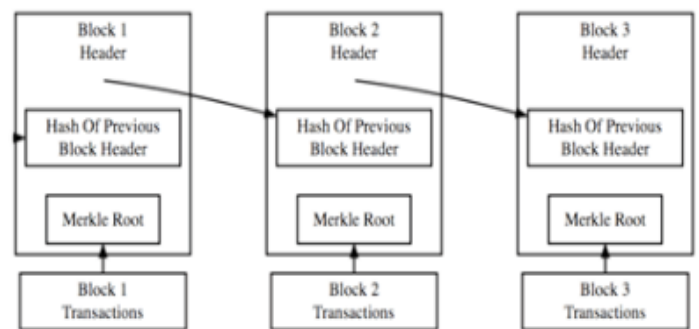 Block 1
Header
Hash Of Previous
Block Header
Merkle Root
Block 1
Transactions
Block 2
Header
Hash Of Previous
Block Header
Merkle Root
Block 2
Transactions
Block 3
Header
Hash Of Previous
Block Header
Merkle Root
Block 3
Transactions